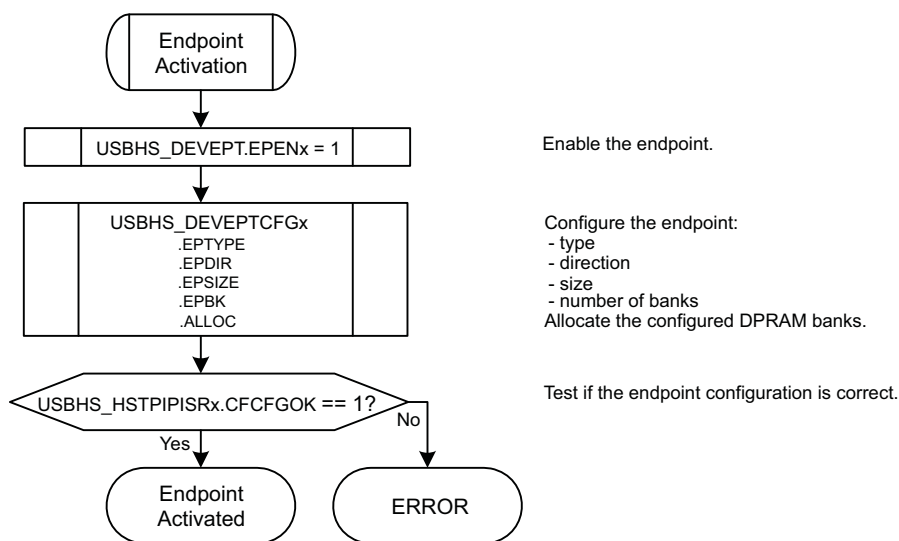 Endpoint
Activation
USBHS_DEVEPT.EPENx = 1
Enable the endpoint.
USBHS_DEVEPTCFGx
.EPTYPE
.EPDIR
.EPSIZE
.EPBK
.ALLOC
Configure the endpoint:
- type
- direction
- size
- number of banks
Allocate the configured DPRAM banks.
USBHS_HSTPIPISRx.CFCFGOK == 1?
Test if the endpoint configuration is correct.
Yes
No
Endpoint
Activated
ERROR